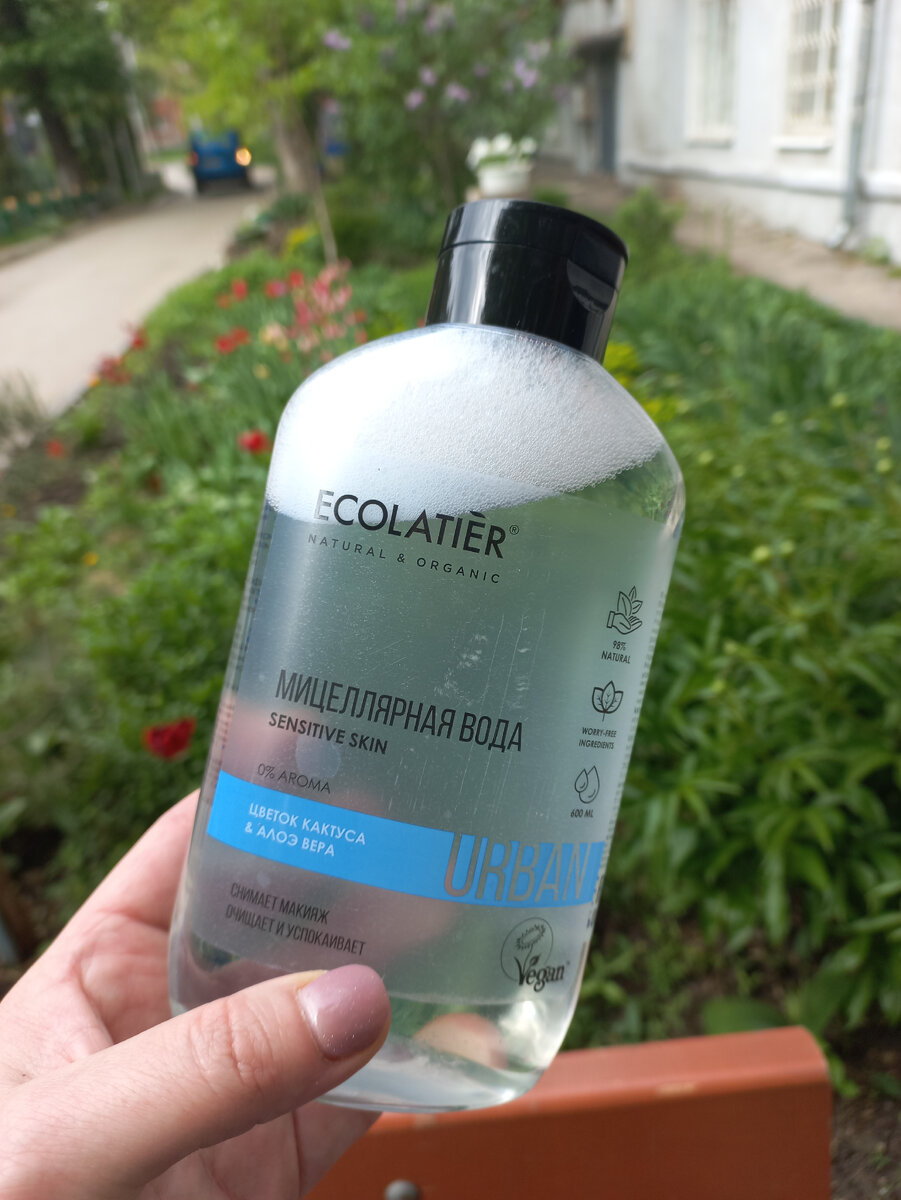 ECOLATIĒR®
NATURAL & ORGANIC
98%
NATURAL
WORRY-FREE
INGREDIENTS
600 ML
МИЦЕЛЛЯРНАЯ ВОДА
SENSITIVE SKIN
0% AROMA
ЦВЕТОК КАКТУСА
& АЛОЭ ВЕРА
URBAN
СНИМАЕТ МАКИЯЖ
ОЧИЩАЕТ И УСПОКАИВАЕТ
Vegan